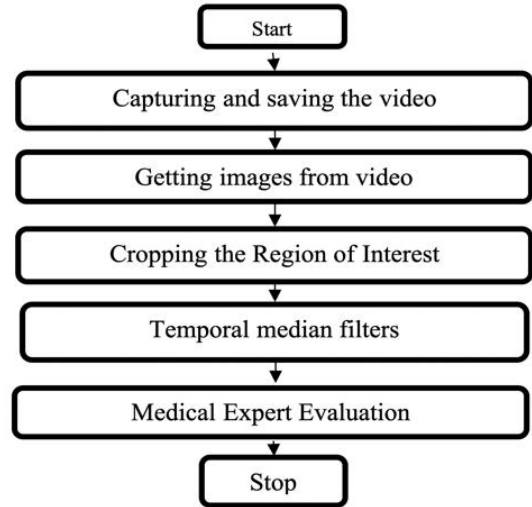 Start
Capturing and saving the video
Getting images from video
Cropping the Region of Interest
Temporal median filters
Medical Expert Evaluation
Stop